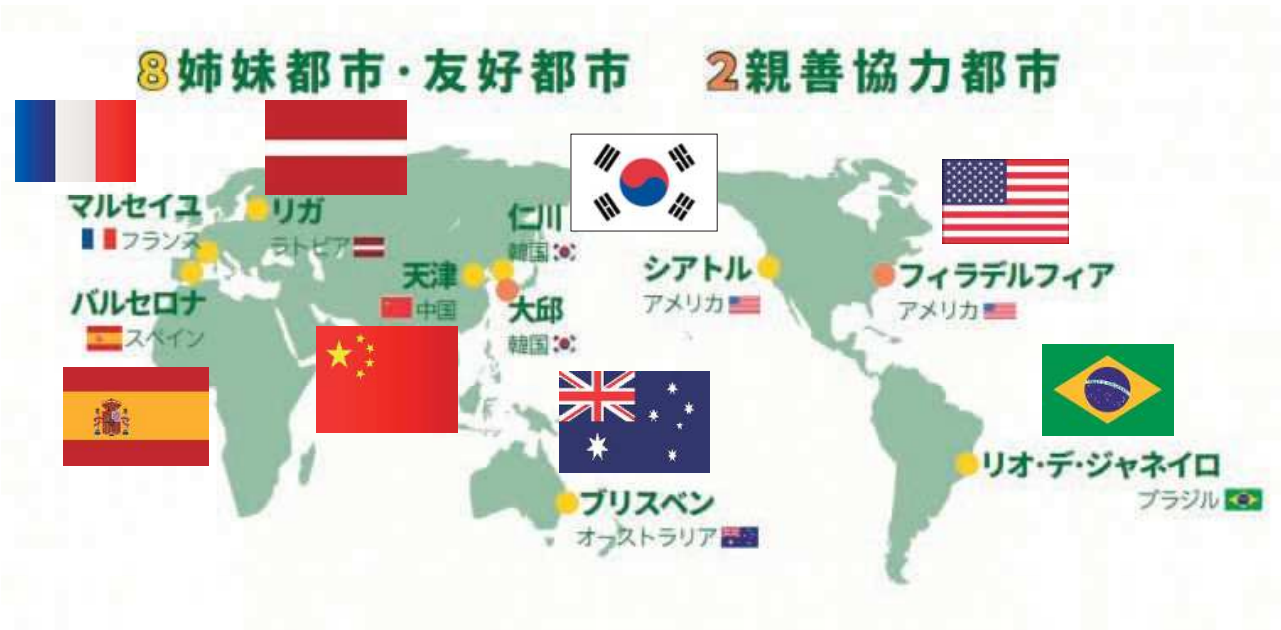 8姉妹都市・友好都市 2親善協力都市
マルセイユ
フランス
リガ
ラトビア
仁川
韓国
天津
中国
大邱
韓国
バルセロナ
スペイン
シアトル
アメリカ
フィラデルフィア
アメリカ
リオ・デ・ジャネイロ
ブラジル
ブリスベン
オーストラリア